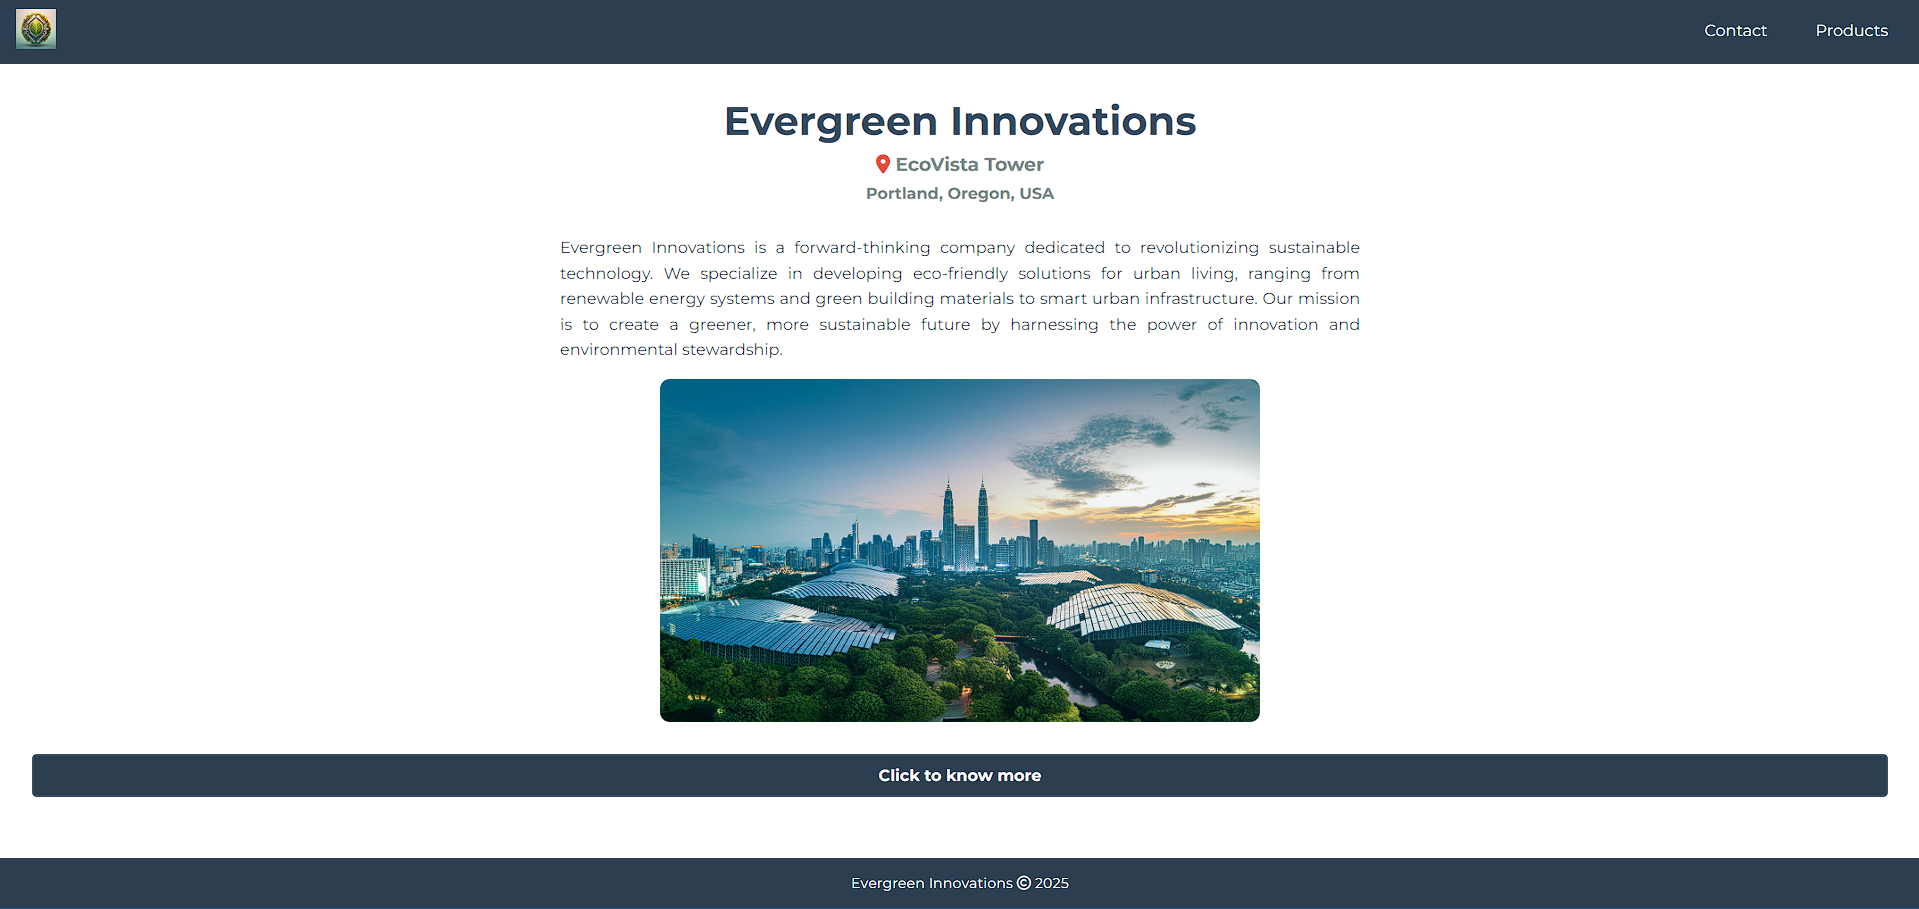 Contact Products
Evergreen Innovations
EcoVista Tower
Portland, Oregon, USA
Evergreen Innovations is a forward-thinking company dedicated to revolutionizing sustainable
technology. We specialize in developing eco-friendly solutions for urban living, ranging from
renewable energy systems and green building materials to smart urban infrastructure. Our mission
is to create a greener, more sustainable future by harnessing the power of innovation and
environmental stewardship.
Click to know more
Evergreen Innovations © 2025